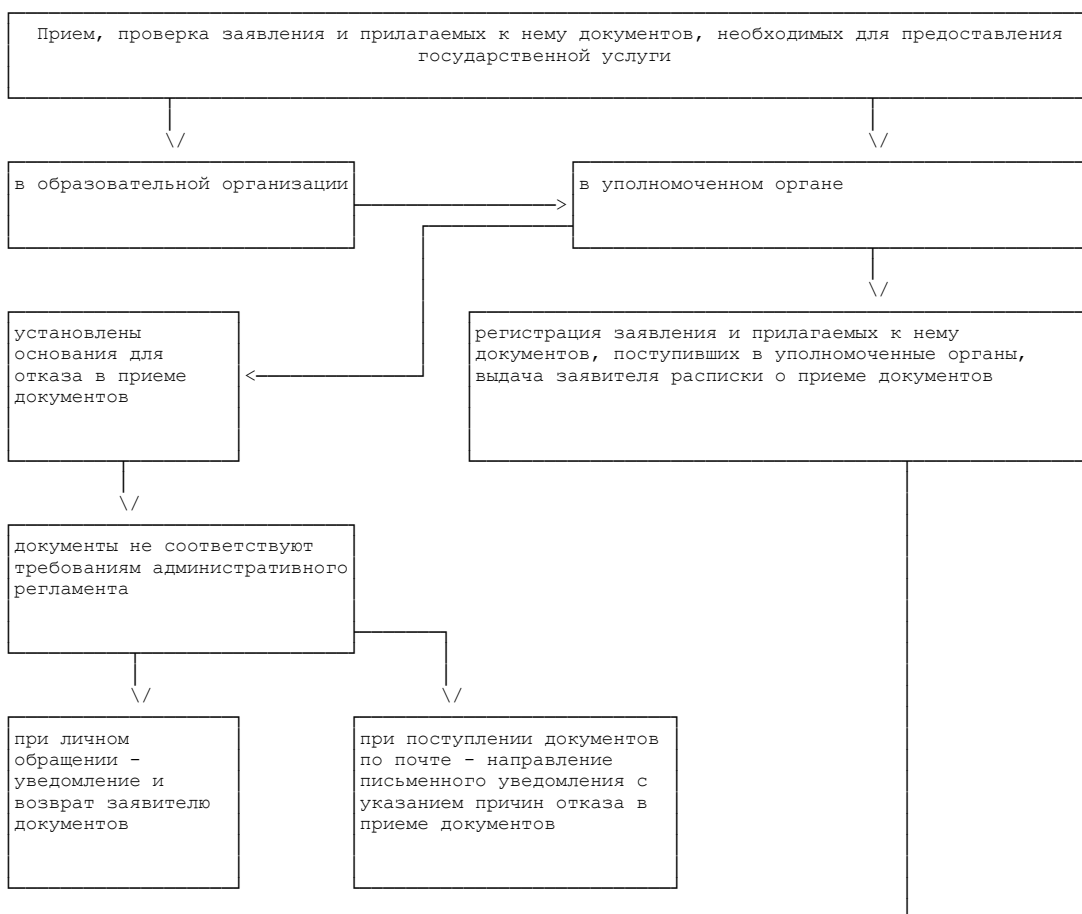 Прием, проверка заявления и прилагаемых к нему документов, необходимых для предоставления
государственной услуги
в образовательной организации
в уполномоченном органе
установлены
основания для
отказа в приеме
документов
регистрация заявления и прилагаемых к нему
документов, поступивших в уполномоченные органы,
выдача заявителя расписки о приеме документов
документы не соответствуют
требованиям административного
регламента
при личном
обращении -
уведомление и
возврат заявителю
документов
при поступлении документов
по почте - направление
письменного уведомления с
указанием причин отказа в
приеме документов